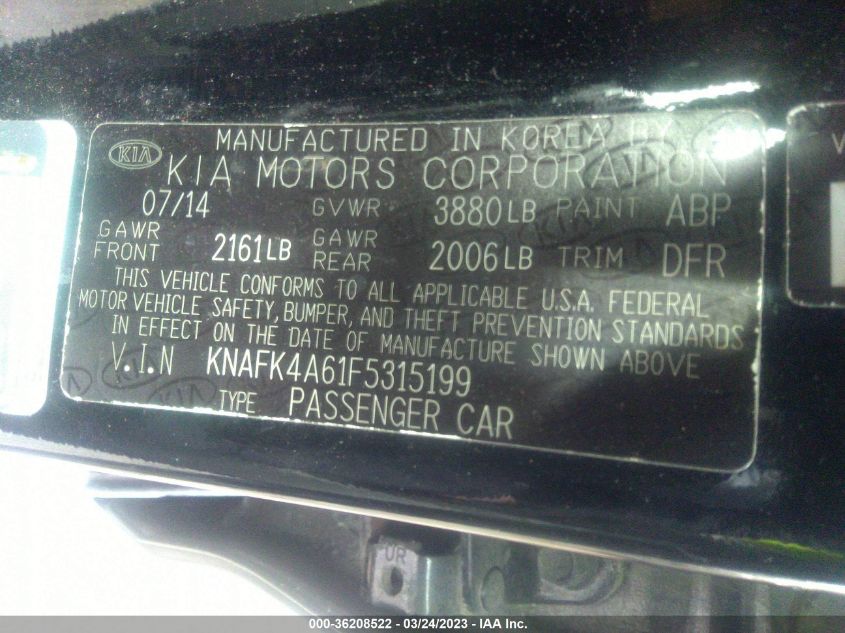 MANUFACTURED IN KOREA BY
KIA KIA MOTORS CORPORATION
07/14 GVWR 3880LB PAINT ABP
GAWR FRONT 2161LB GAWR REAR 2006LB TRIM DFR
THIS VEHICLE CONFORMS TO ALL APPLICABLE U.S.A. FEDERAL
MOTOR VEHICLE SAFETY, BUMPER, AND THEFT PREVENTION STANDARDS
IN EFFECT ON THE DATE OF MANUFACTURE SHOWN ABOVE
V.I.N KNAFK4A61F5315199
TYPE PASSENGER CAR
V
UR
000-36208522 - 03/24/2023 - IAA Inc.